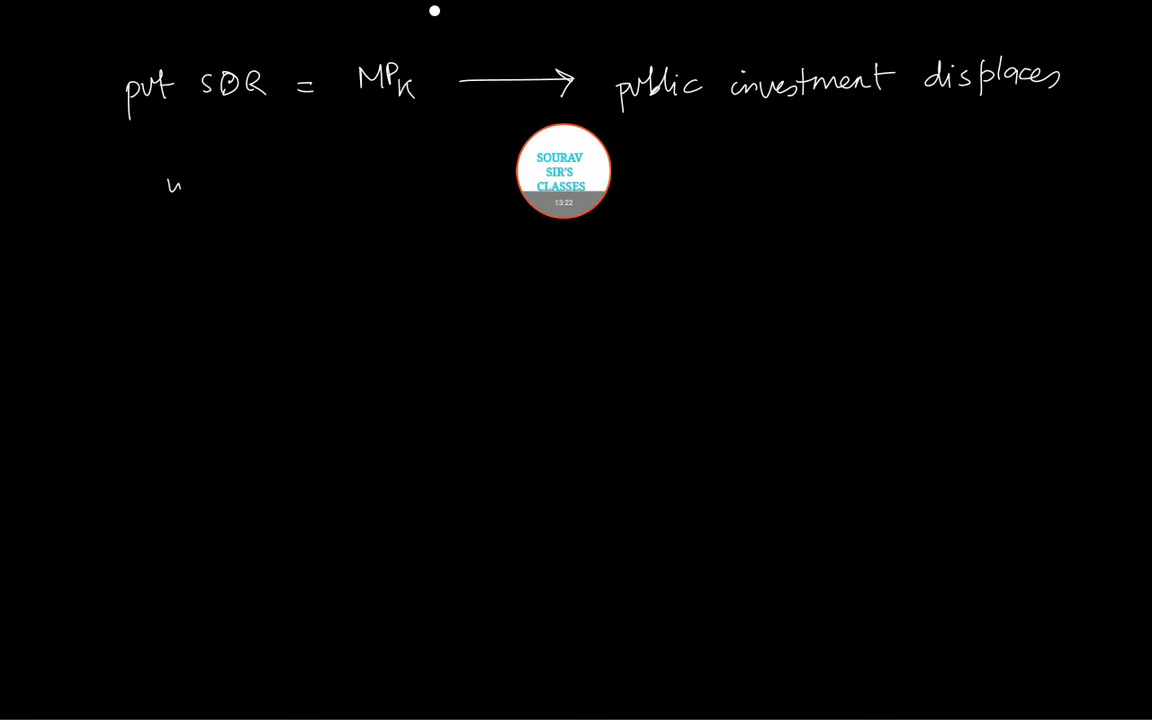 put SDR = MPK → public investment displaces
SOURAV
SIR'S
CLASSES
13:22